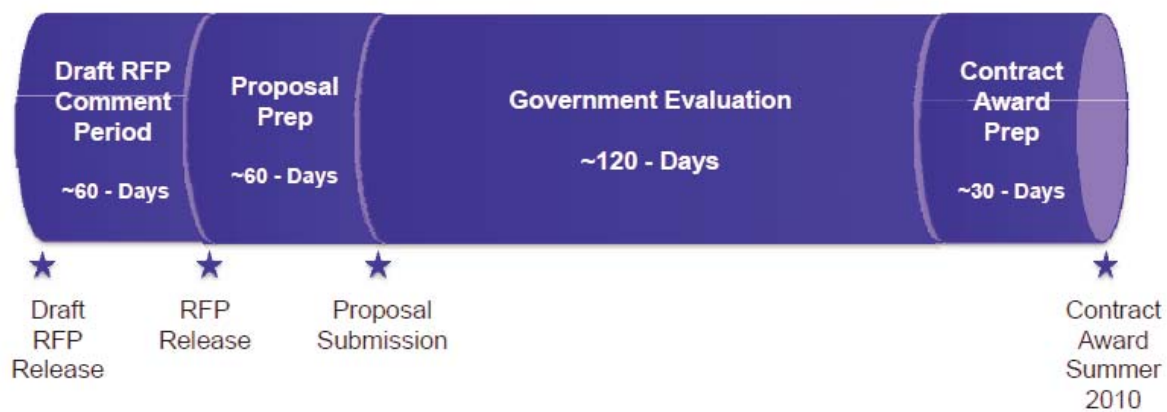 Draft RFP
Comment
Period
~60 - Days
Proposal
Prep
~60 - Days
Government Evaluation
~120 - Days
Contract
Award
Prep
~30 - Days
Draft
RFP
Release
RFP
Release
Proposal
Submission
Contract
Award
Summer
2010